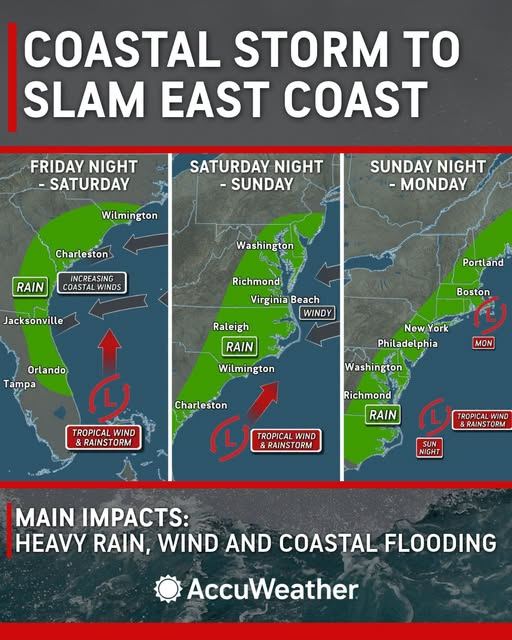 COASTAL STORM TO
SLAM EAST COAST
FRIDAY NIGHT
- SATURDAY
Wilmington
Charleston
RAIN
INCREASING
COASTAL WINDS
Jacksonville
Orlando
Tampa
L
TROPICAL WIND
& RAINSTORM
SATURDAY NIGHT
- SUNDAY
Washington
Richmond
Virginia Beach
WINDY
Raleigh
RAIN
Wilmington
Charleston
L
TROPICAL WIND
& RAINSTORM
SUNDAY NIGHT
- MONDAY
Portland
Boston
L
MON
New York
Philadelphia
Washington
Richmond
RAIN
L
TROPICAL WIND
& RAINSTORM
SUN
NIGHT
MAIN IMPACTS:
HEAVY RAIN, WIND AND COASTAL FLOODING
AccuWeather